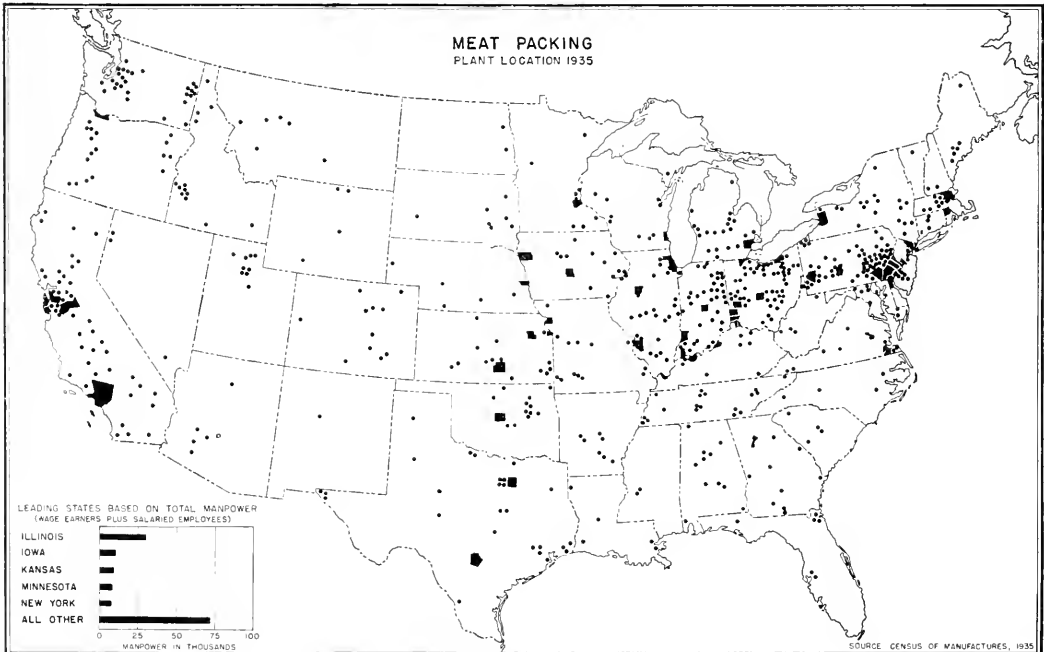 MEAT PACKING
PLANT LOCATION 1935
LEADING STATES BASED ON TOTAL MANPOWER
(WAGE EARNERS PLUS SALARIED EMPLOYEES)
ILLINOIS
IOWA
KANSAS
MINNESOTA
NEW YORK
ALL OTHER
0 25 50 75 100
MANPOWER IN THOUSANDS
SOURCE CENSUS OF MANUFACTURES, 1935